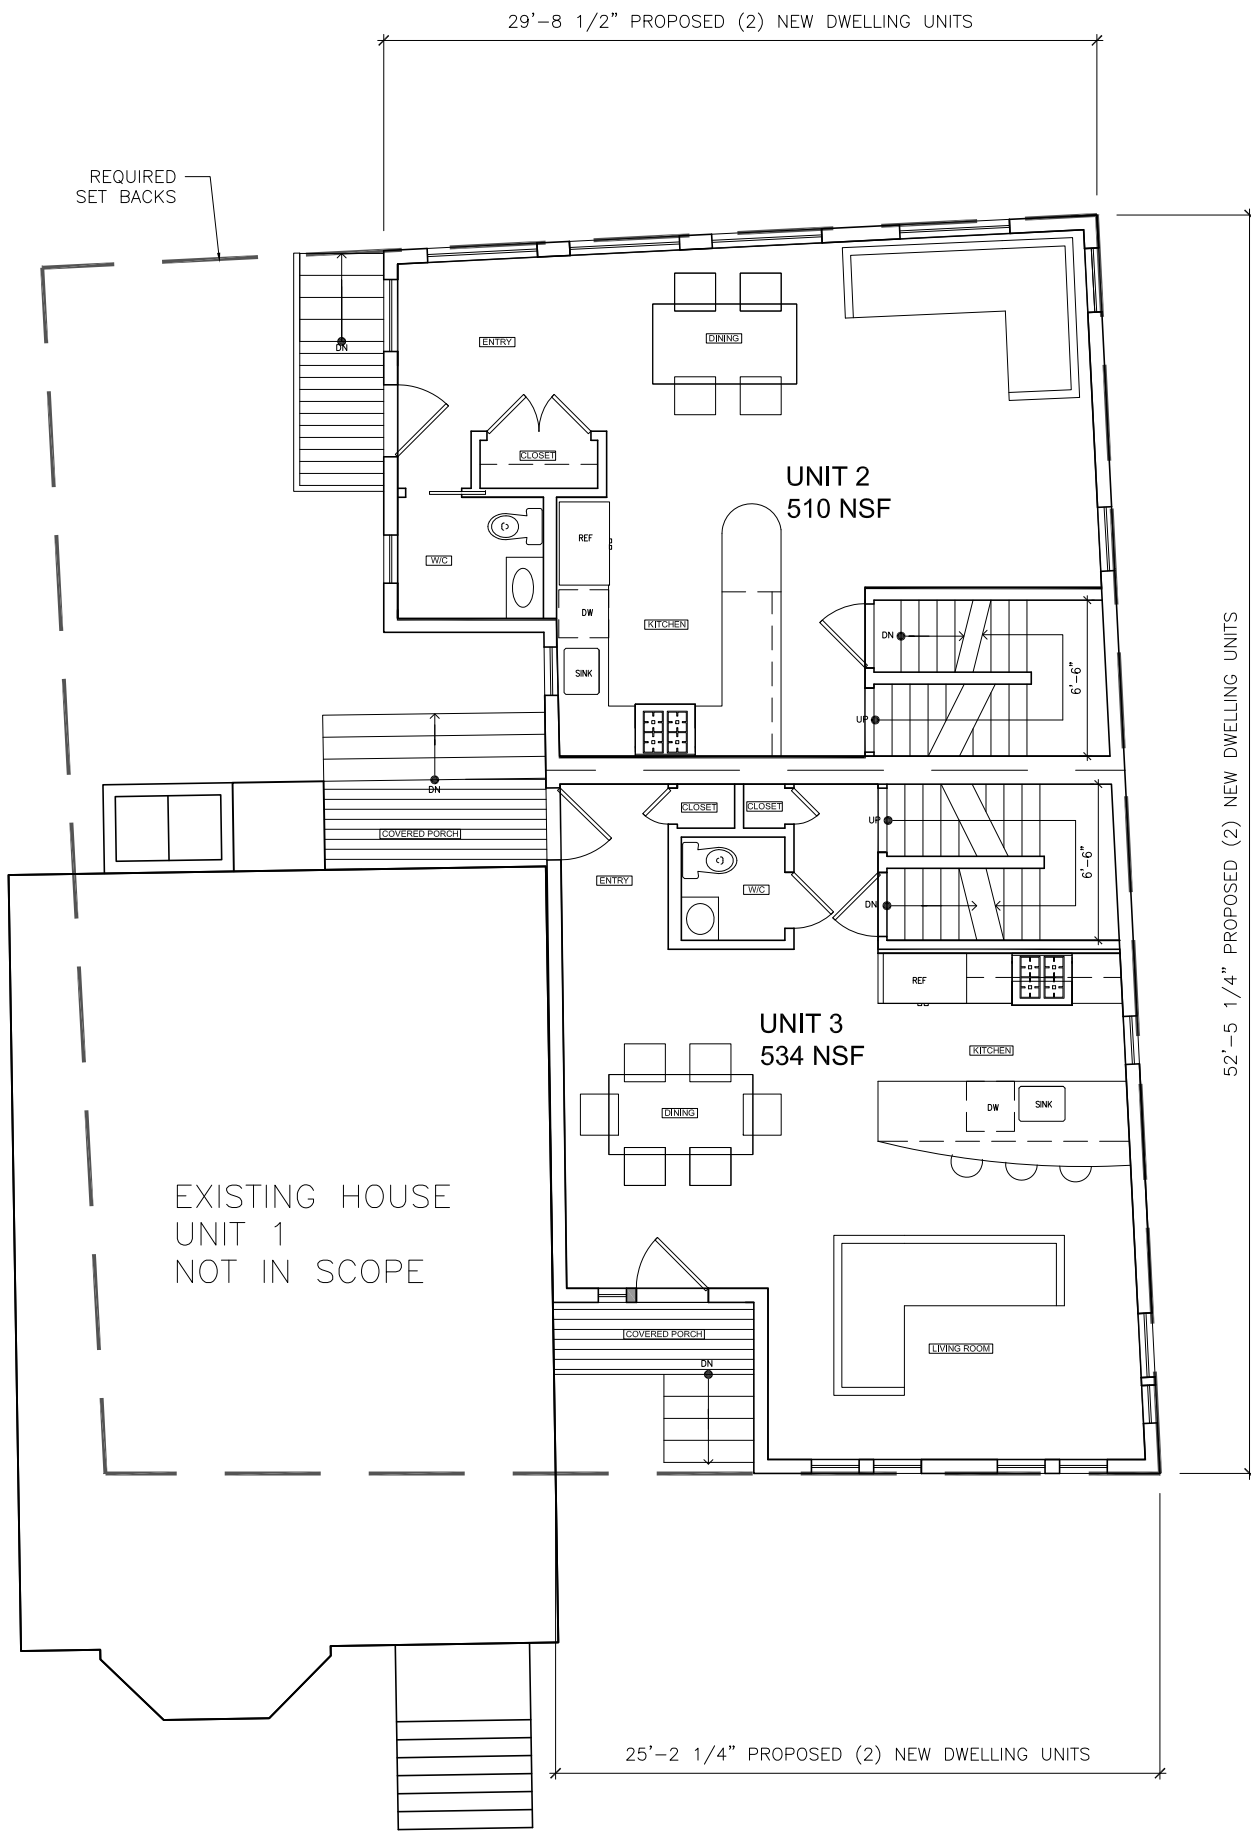 29'-8 1/2" PROPOSED (2) NEW DWELLING UNITS
REQUIRED
SET BACKS
DN
ENTRY
DINING
CLOSET
UNIT 2
510 NSF
REF
W/C
DW
KITCHEN
DN
SINK
6'-6"
UP
52'-5 1/4" PROPOSED (2) NEW DWELLING UNITS
DN
COVERED PORCH
CLOSET
CLOSET
UP
6'-6"
ENTRY
W/C
DN
REF
UNIT 3
534 NSF
KITCHEN
DINING
DW
SINK
EXISTING HOUSE
UNIT 1
NOT IN SCOPE
COVERED PORCH
LIVING ROOM
DN
25'-2 1/4" PROPOSED (2) NEW DWELLING UNITS